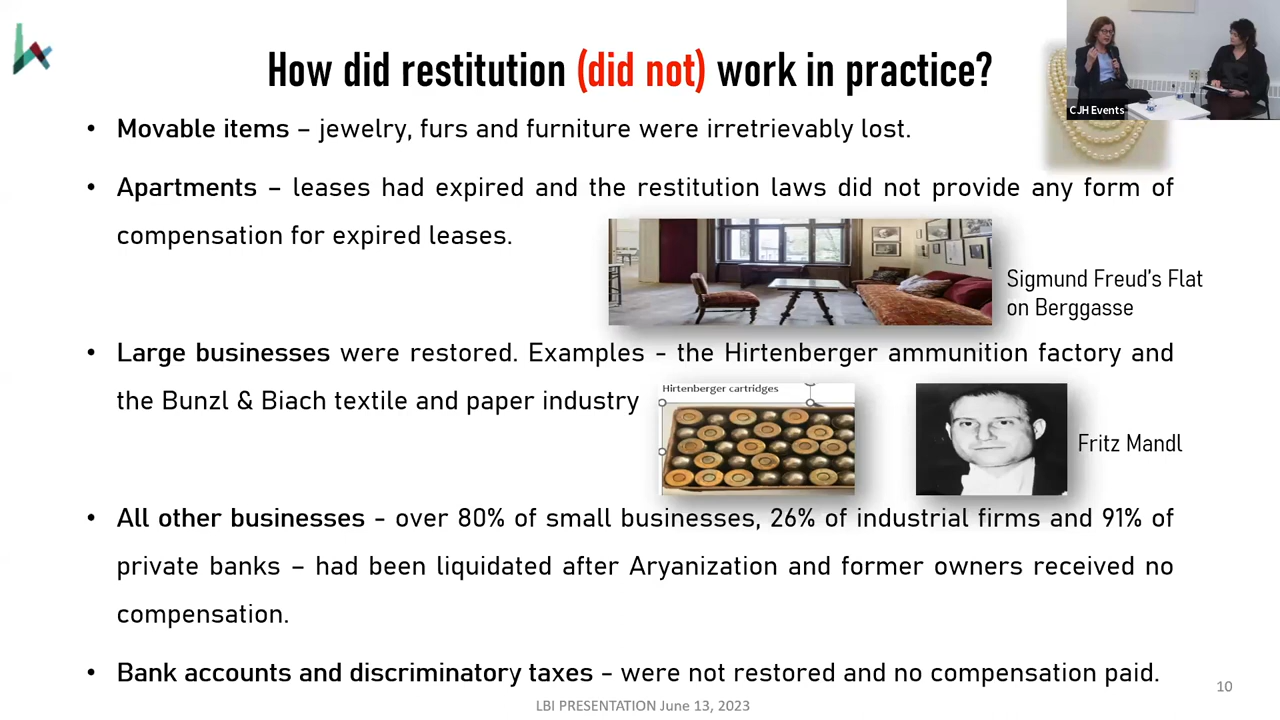 How did restitution (did not) work in practice?
CJH Events
• Movable items – jewelry, furs and furniture were irretrievably lost.
• Apartments – leases had expired and the restitution laws did not provide any form of
compensation for expired leases.
Sigmund Freud's Flat
on Berggasse
• Large businesses were restored. Examples - the Hirtenberger ammunition factory and
the Bunzl & Biach textile and paper industry
Hirtenberger cartridges
Fritz Mandl
• All other businesses - over 80% of small businesses, 26% of industrial firms and 91% of
private banks – had been liquidated after Aryanization and former owners received no
compensation.
• Bank accounts and discriminatory taxes - were not restored and no compensation paid.
LBI PRESENTATION June 13, 2023
10